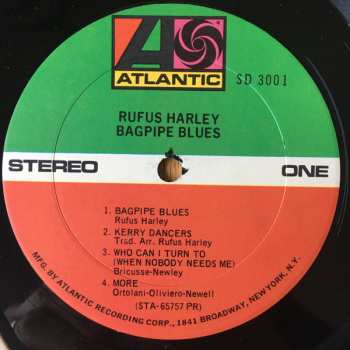 A
ATLANTIC SD 3001
RUFUS HARLEY
BAGPIPE BLUES
STEREO ONE
1. BAGPIPE BLUES
Rufus Harley
2. KERRY DANCERS
Trad. Arr. Rufus Harley
3. WHO CAN I TURN TO
(WHEN NOBODY NEEDS ME)
Bricusse-Newley
4. MORE
Ortolani-Oliviero-Newell
(STA-65757 PR)
MFG. BY ATLANTIC RECORDING CORP., 1841 BROADWAY, NEW YORK, N.Y.